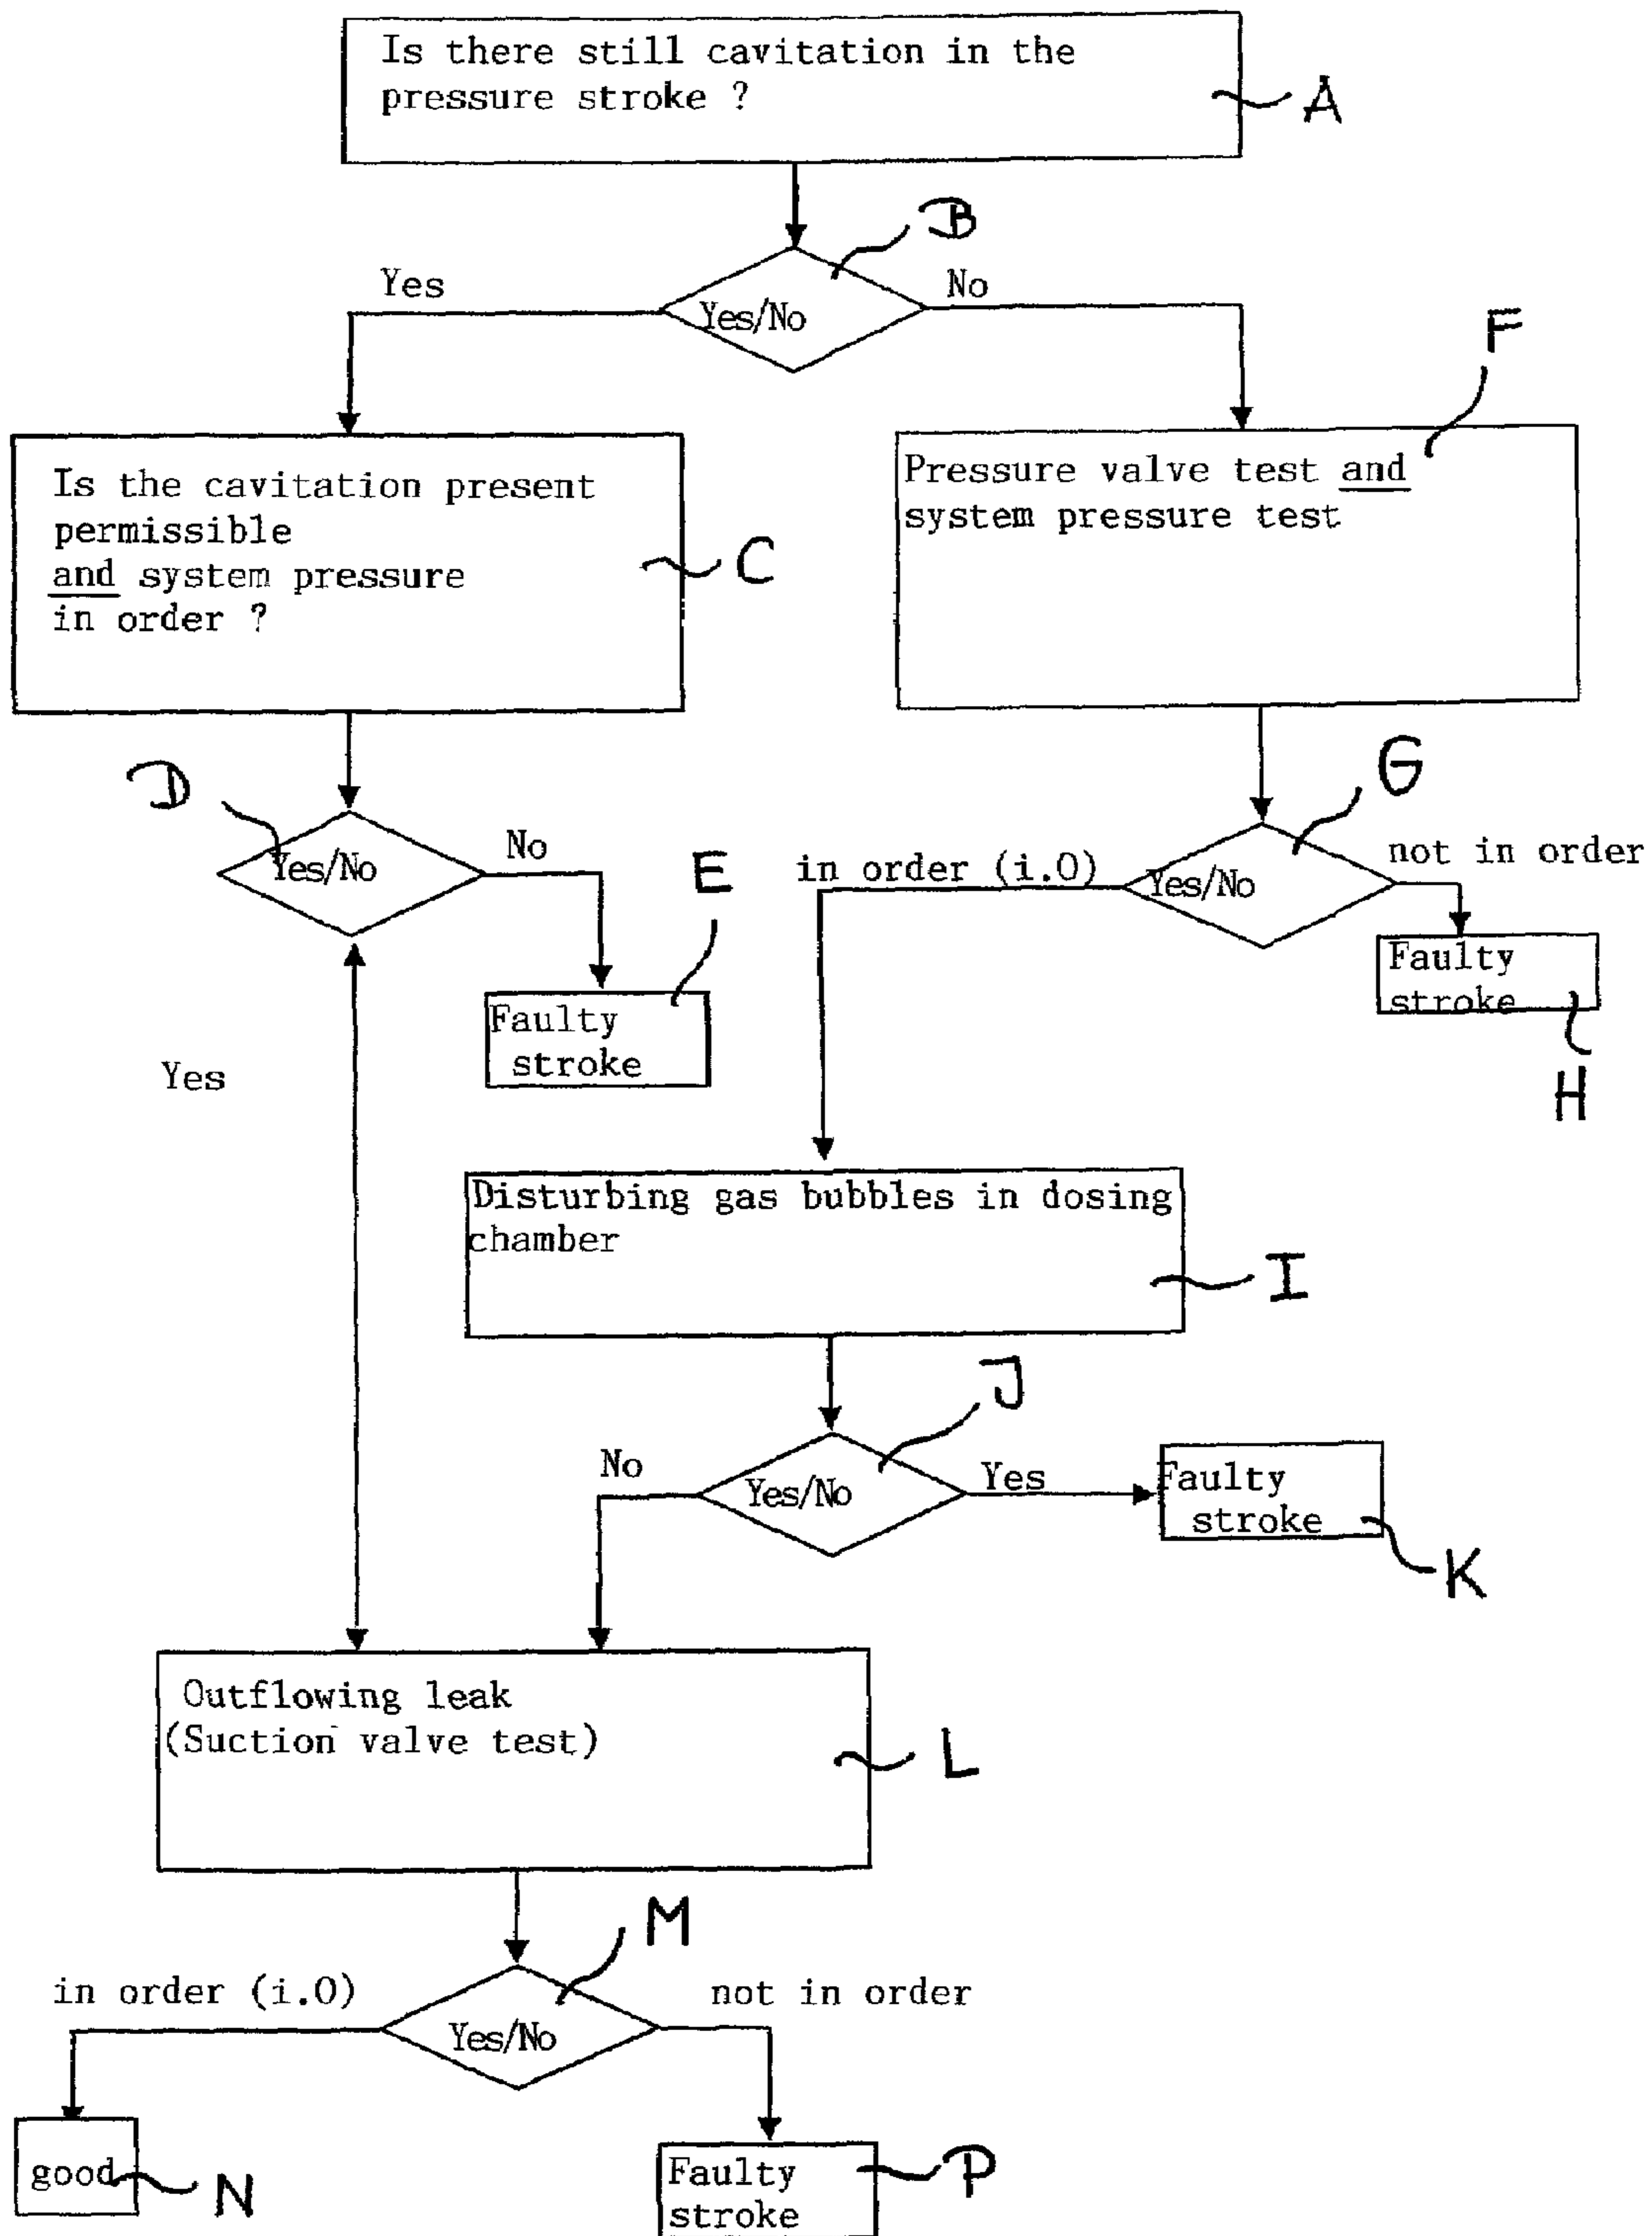 Is there still cavitation in the
pressure stroke ?
A
B
Yes
No
Yes/No
F
Is the cavitation present
permissible
and system pressure
in order ?
C
Pressure valve test and
system pressure test
D
Yes/No
No
E
Faulty
stroke
Yes
G
in order (i.O)
Yes/No
not in order
Faulty
stroke
H
Disturbing gas bubbles in dosing
chamber
I
J
No
Yes/No
Yes
Faulty
stroke
K
Outflowing leak
(Suction valve test)
L
M
in order (i.O)
Yes/No
not in order
good
N
Faulty
stroke
P